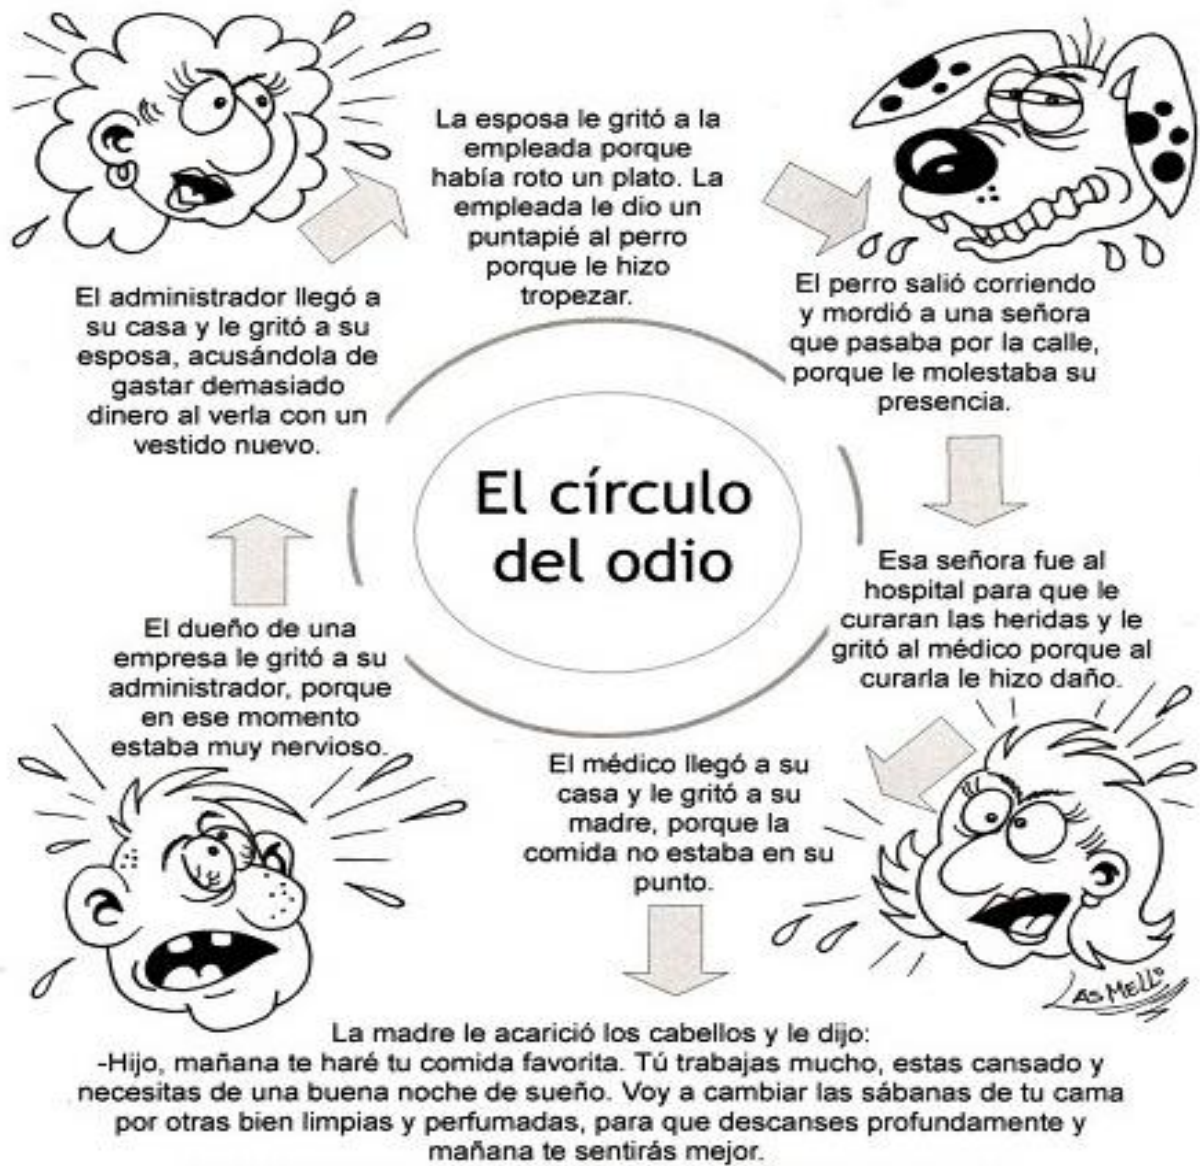 El círculo
del odio
El dueño de una
empresa le gritó a su
administrador, porque
en ese momento
estaba muy nervioso.
El administrador llegó a
su casa y le gritó a su
esposa, acusándola de
gastar demasiado
dinero al verla con un
vestido nuevo.
La esposa le gritó a la
empleada porque
había roto un plato. La
empleada le dio un
puntapié al perro
porque le hizo
tropezar.
El perro salió corriendo
y mordió a una señora
que pasaba por la calle,
porque le molestaba su
presencia.
Esa señora fue al
hospital para que le
curaran las heridas y le
gritó al médico porque al
curarla le hizo daño.
El médico llegó a su
casa y le gritó a su
madre, porque la
comida no estaba en su
punto.
La madre le acarició los cabellos y le dijo:
-Hijo, mañana te haré tu comida favorita. Tú trabajas mucho, estas cansado y
necesitas de una buena noche de sueño. Voy a cambiar las sábanas de tu cama
por otras bien limpias y perfumadas, para que descanses profundamente y
mañana te sentirás mejor.